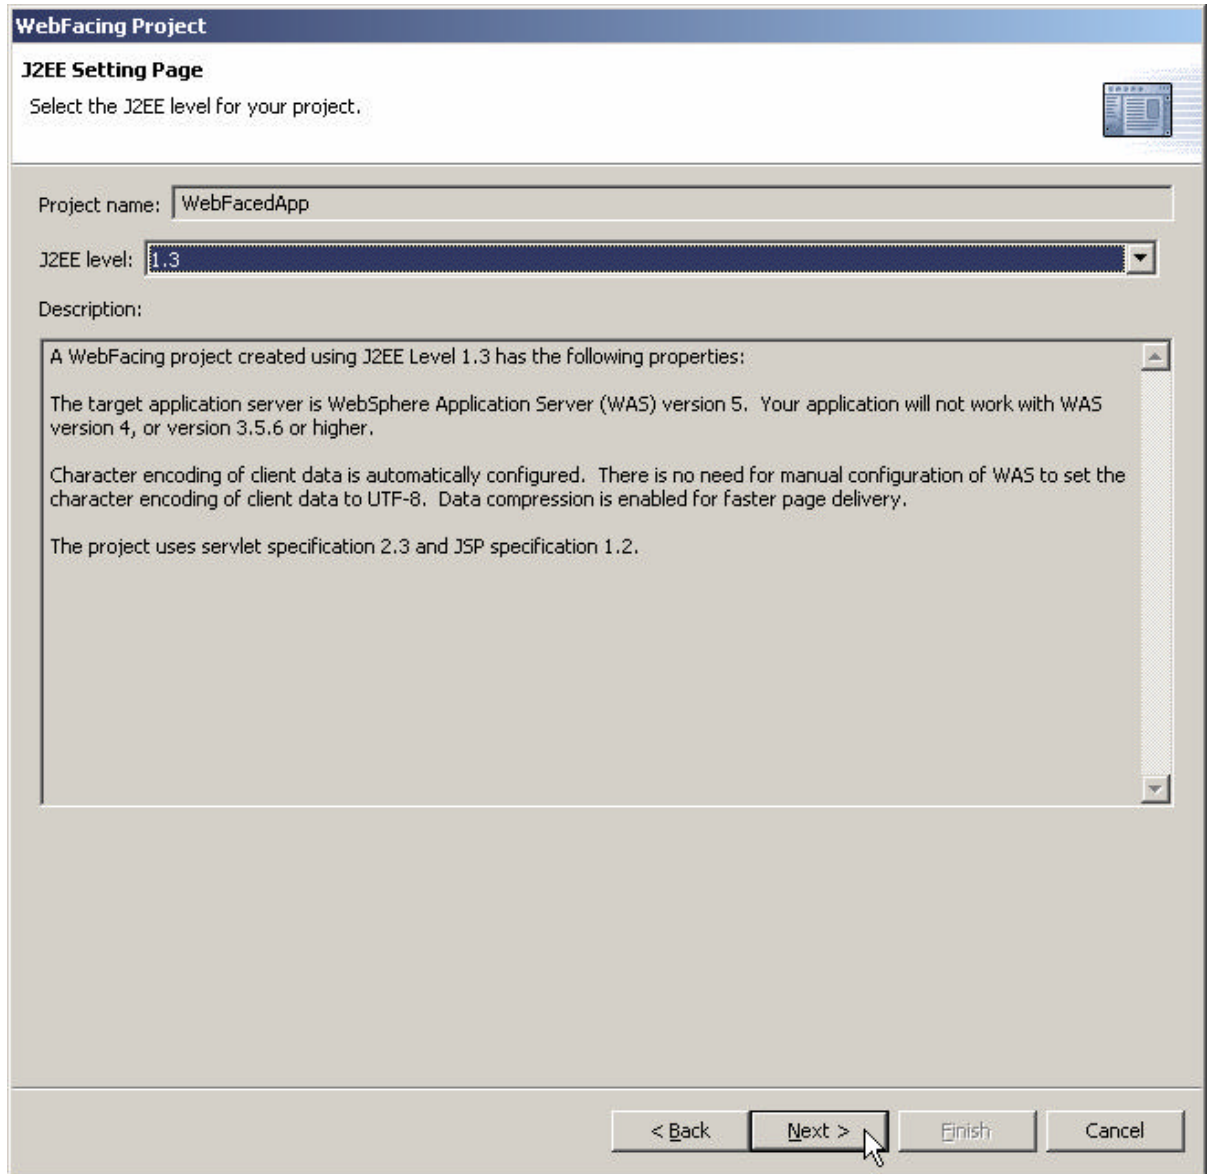 WebFacing Project
J2EE Setting Page
Select the J2EE level for your project.
Project name: WebFacedApp
J2EE level: 1.3
Description:
A WebFacing project created using J2EE Level 1.3 has the following properties:
The target application server is WebSphere Application Server (WAS) version 5.  Your application will not work with WAS
version 4, or version 3.5.6 or higher.
Character encoding of client data is automatically configured.  There is no need for manual configuration of WAS to set the
character encoding of client data to UTF-8.  Data compression is enabled for faster page delivery.
The project uses servlet specification 2.3 and JSP specification 1.2.
< Back Next > Finish Cancel